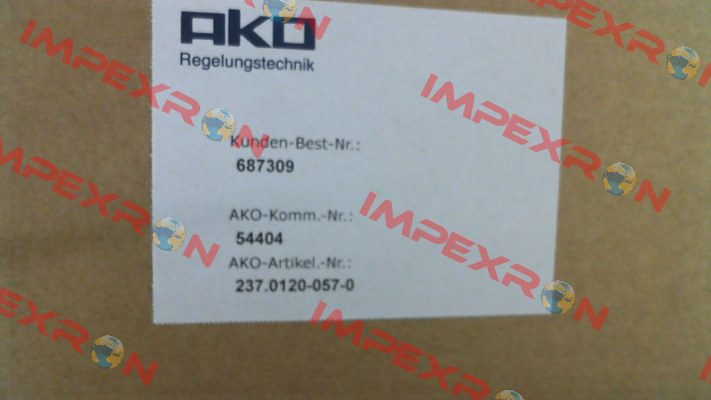 AKO
Regelungstechnik
Kunden-Best-Nr.:
687309
AKO-Komm.-Nr.:
54404
AKO-Artikel.-Nr.:
237.0120-057-0
IMPEXRON
IMPEXRON
IMPEXRON
IMPEXRON
IMPEXRON
IMPEXRON